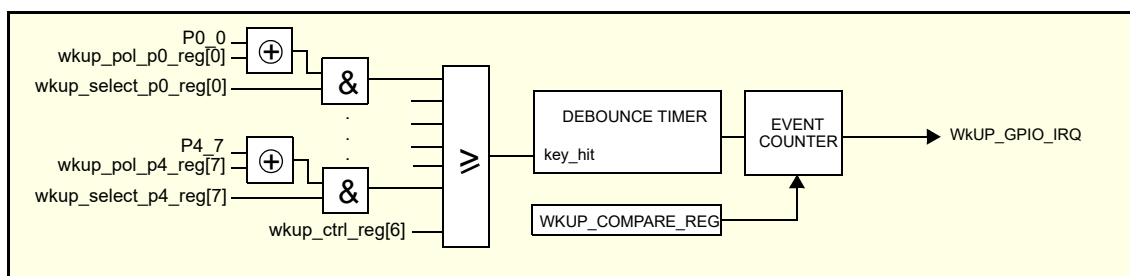 P0_0
wkup_pol_p0_reg[0]
wkup_select_p0_reg[0]
&
P4_7
wkup_pol_p4_reg[7]
wkup_select_p4_reg[7]
&
wkup_ctrl_reg[6]
≥
DEBOUNCE TIMER
key_hit
EVENT
COUNTER
WkUP_GPIO_IRQ
WKUP_COMPARE_REG